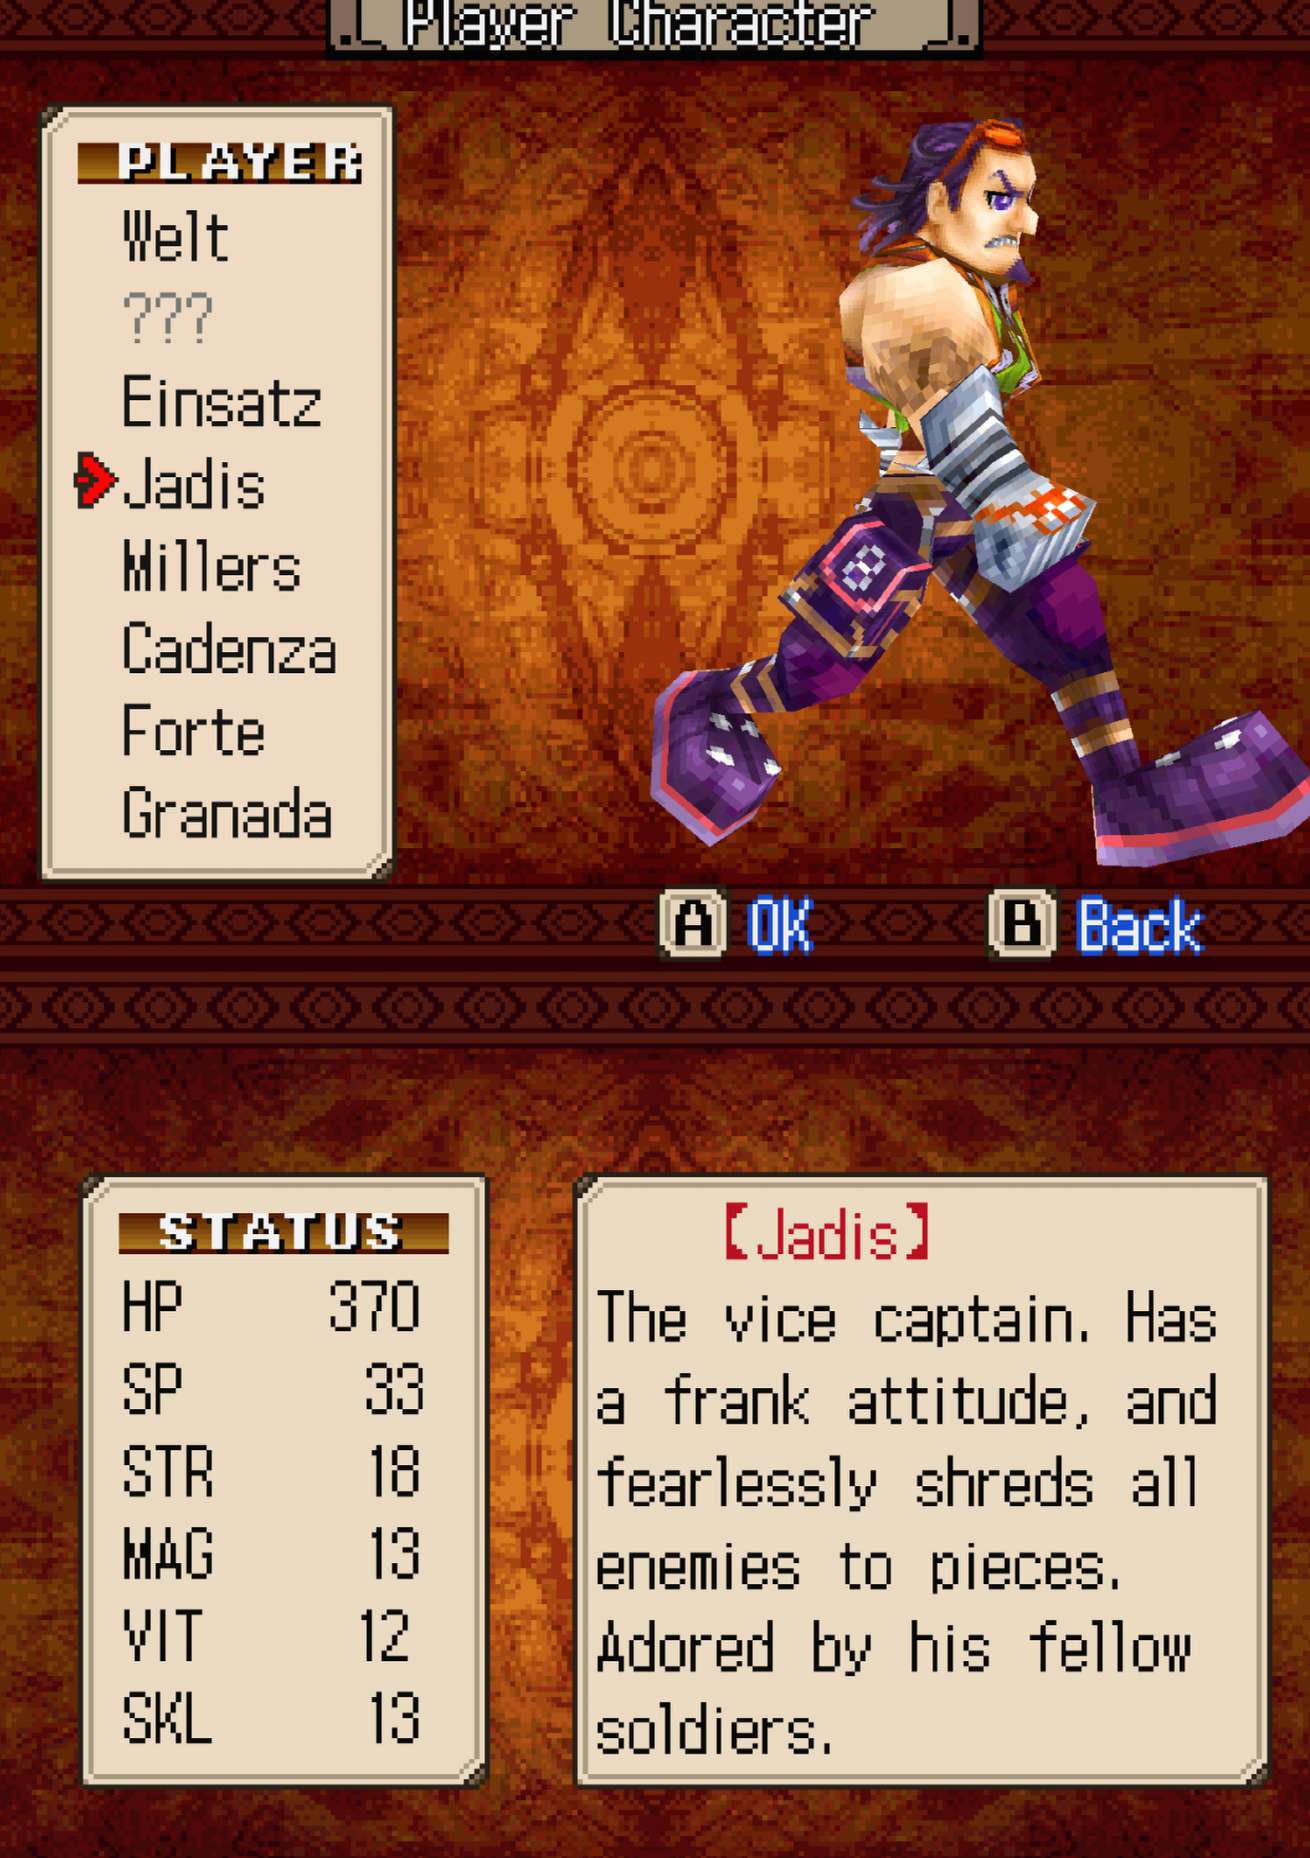 Player Character
PLAYER
Welt
???
Einsatz
Jadis
Millers
Cadenza
Forte
Granada
8
A OK
B Back
STATUS
HP 370
SP 33
STR 18
MAG 13
VIT 12
SKL 13
【Jadis】
The vice captain. Has
a frank attitude, and
fearlessly shreds all
enemies to pieces.
Adored by his fellow
soldiers.